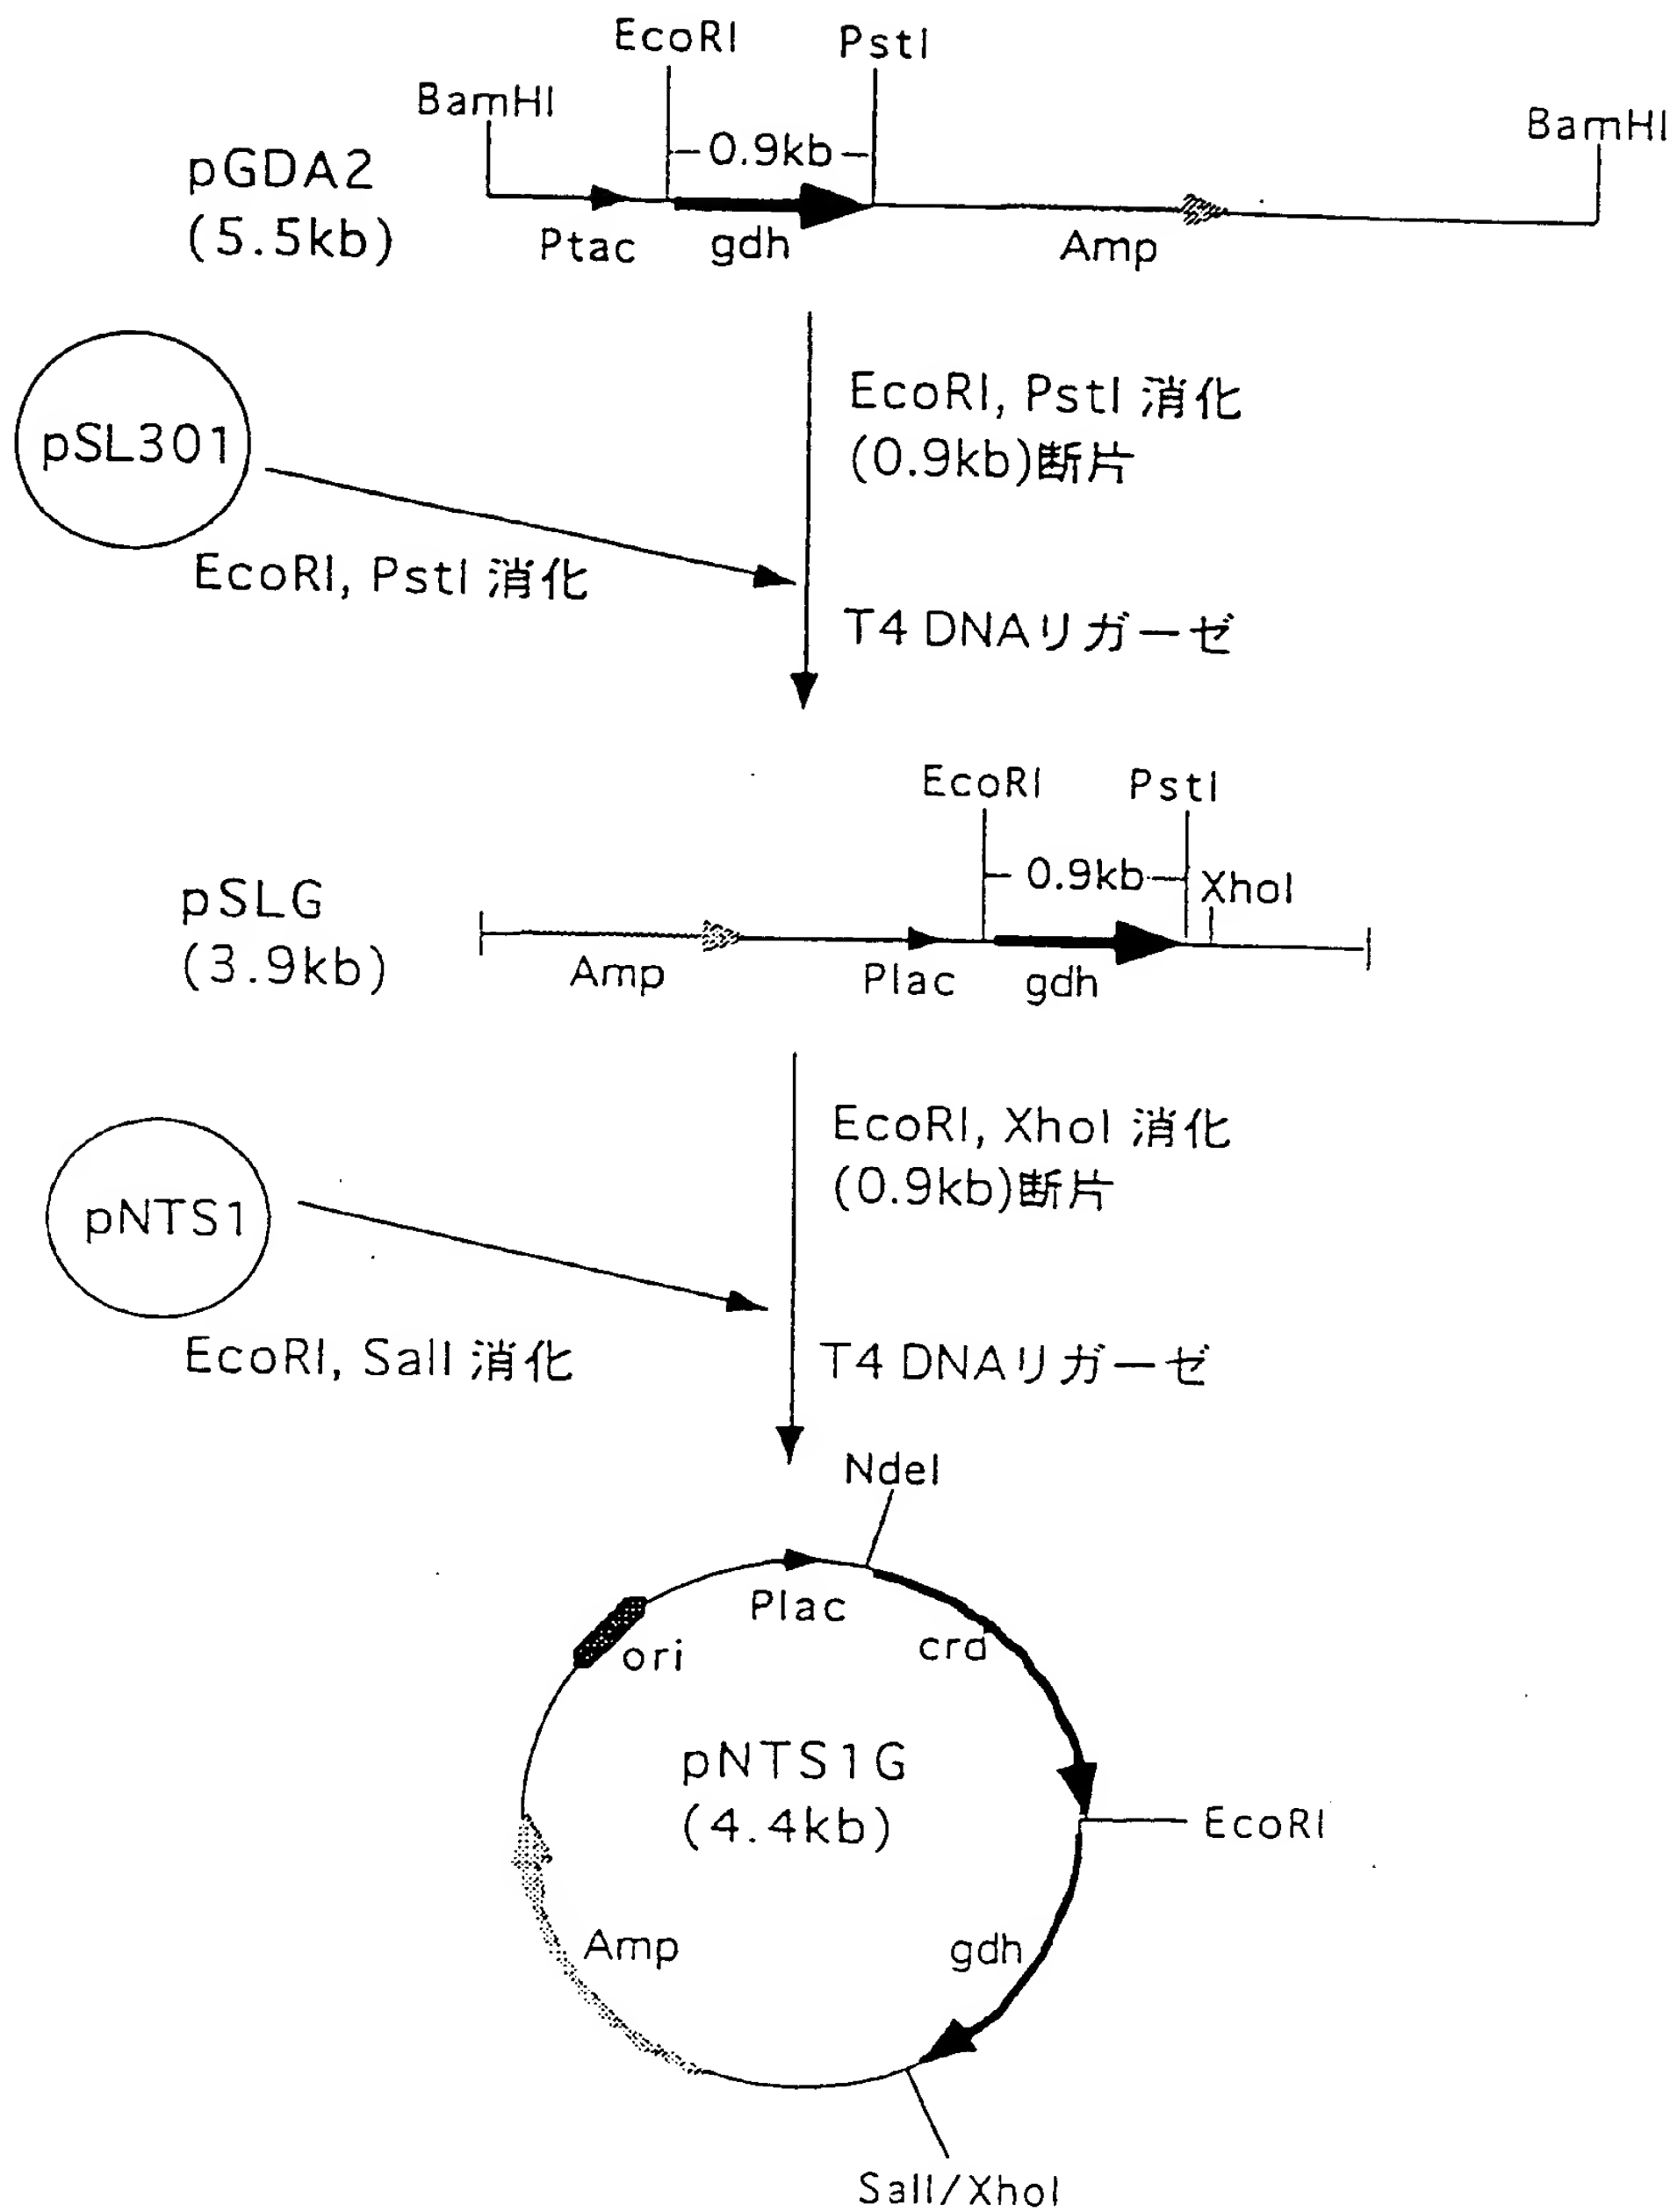 EcoRI
PstI
BamHI
BamHI
0.9kb
pGDA2
(5.5kb)
Ptac
gdh
Amp
pSL301
EcoRI, PstI 消化
(0.9kb)断片
EcoRI, PstI 消化
T4 DNAリガーゼ
EcoRI
PstI
0.9kb
XhoI
pSLG
(3.9kb)
Amp
Plac
gdh
EcoRI, XhoI 消化
(0.9kb)断片
pNTS1
EcoRI, SalI 消化
T4 DNAリガーゼ
NdeI
Plac
crd
ori
pNTS1G
(4.4kb)
EcoRI
Amp
gdh
SalI/XhoI